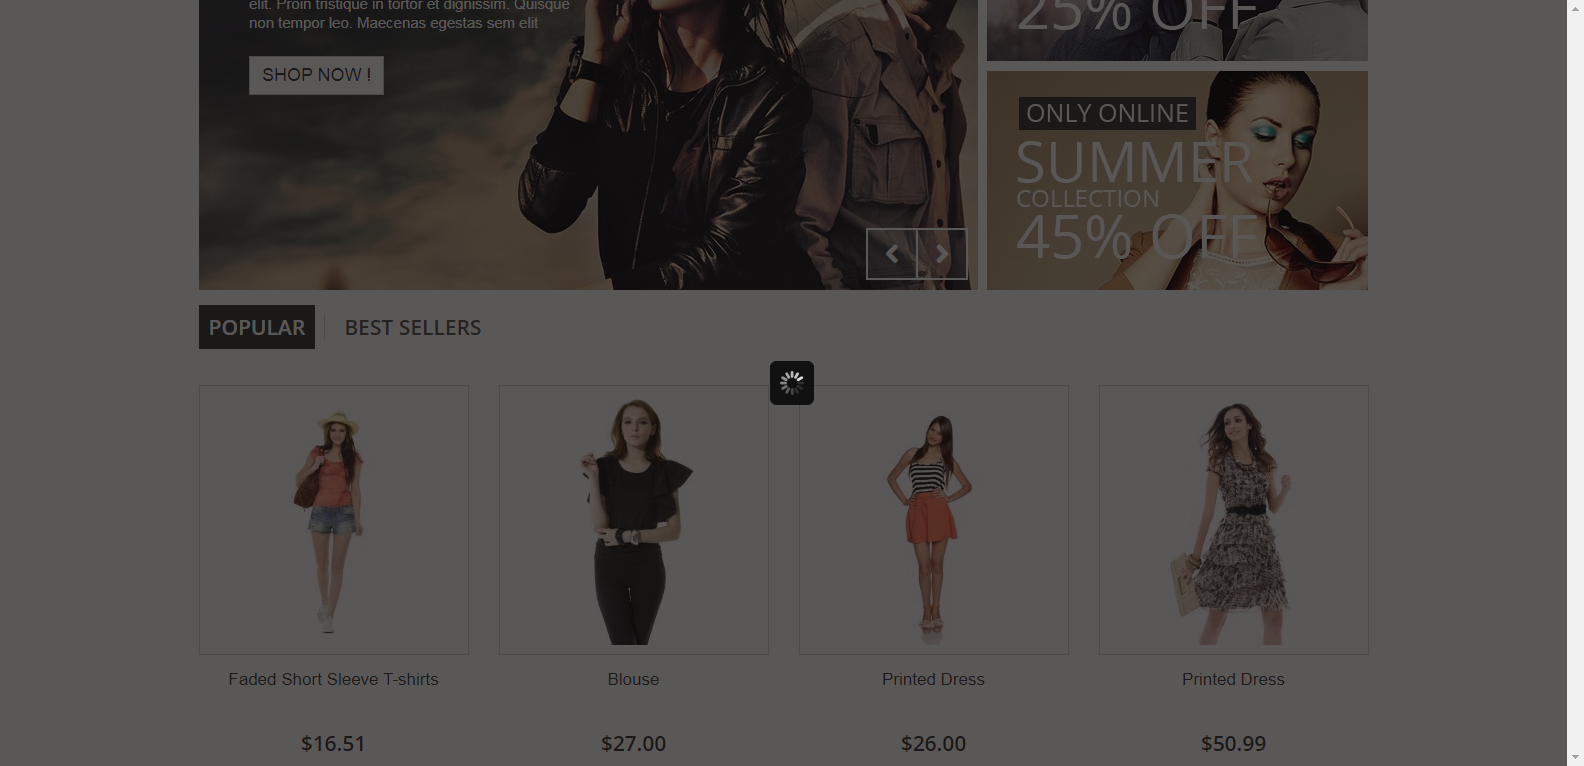 elit. Proin tristique in tortor et dignissim. Quisque
non tempor leo. Maecenas egestas sem elit
SHOP NOW !
25% OFF
ONLY ONLINE
SUMMER
COLLECTION
45% OFF
POPULAR
BEST SELLERS
Faded Short Sleeve T-shirts
Blouse
Printed Dress
Printed Dress
$16.51
$27.00
$26.00
$50.99